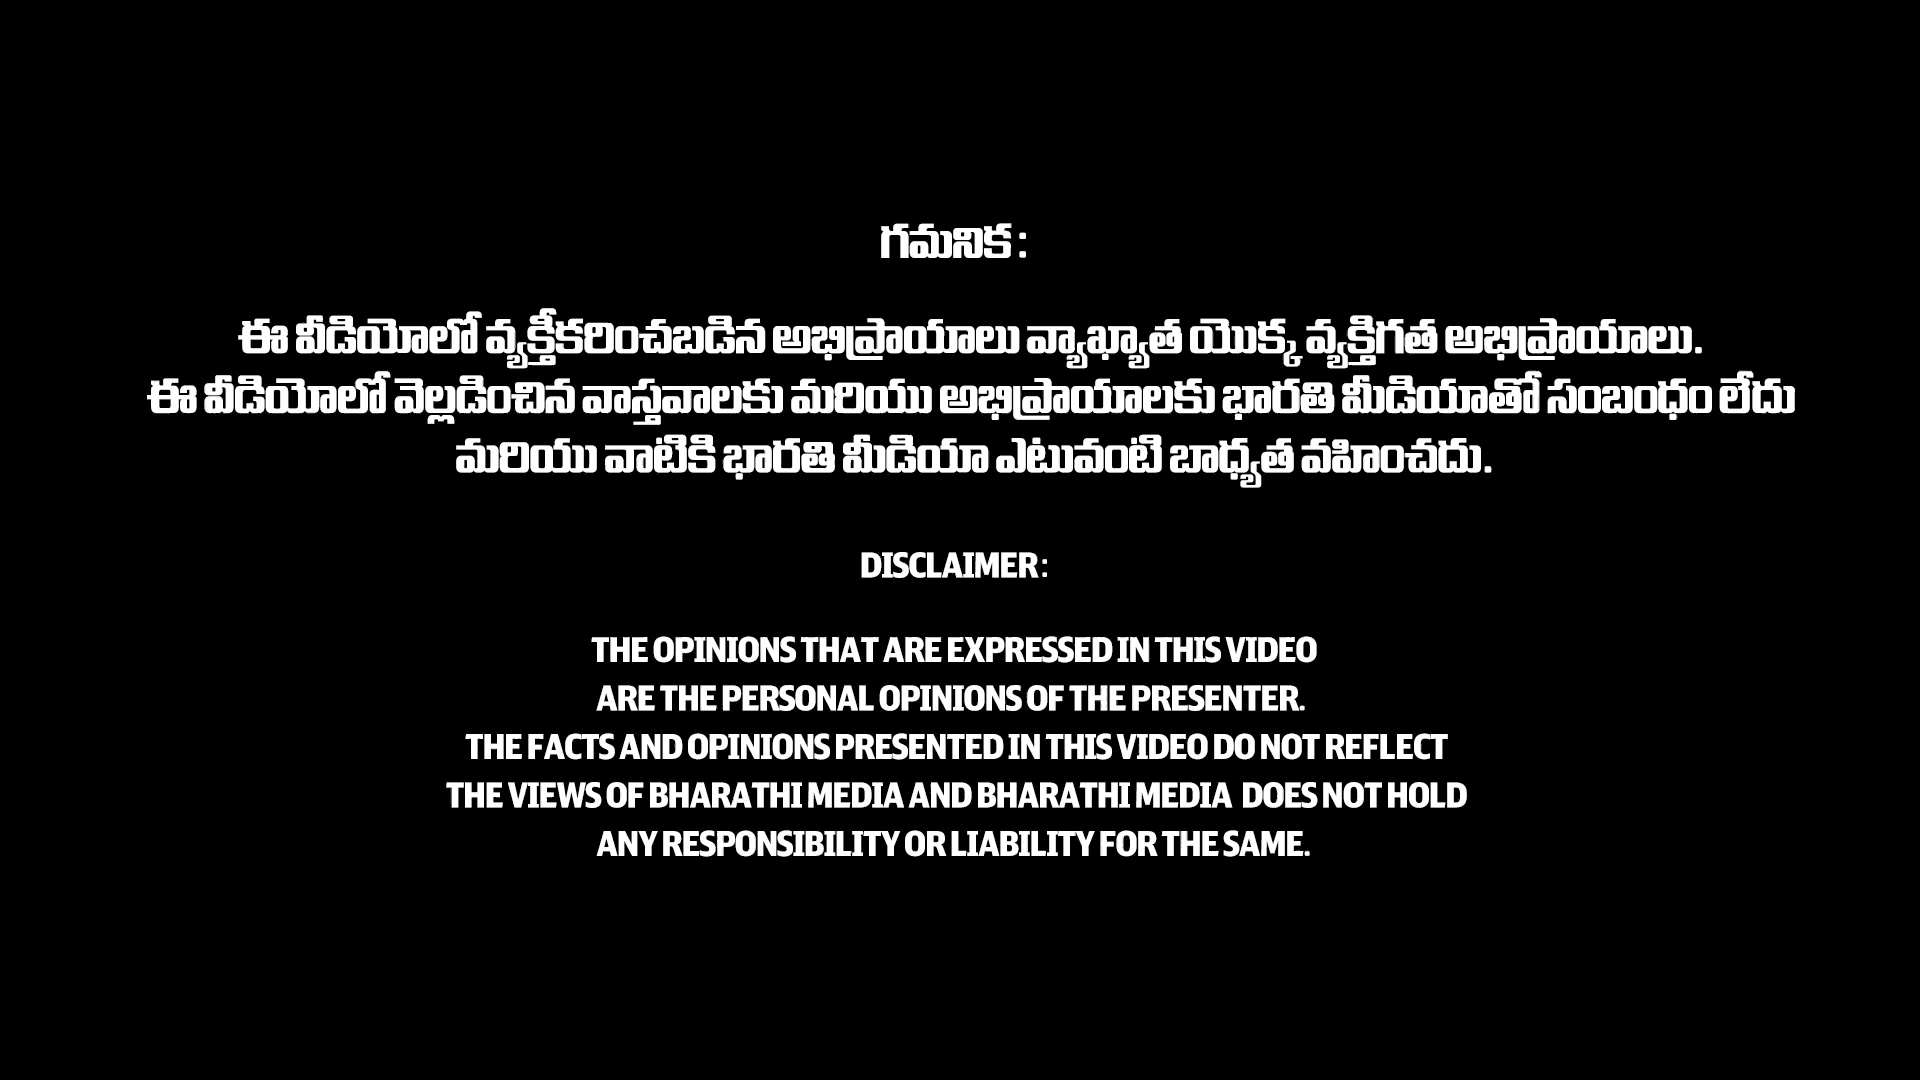 గమనిక :
ఈ వీడియోలో వ్యక్తీకరించబడిన అభిప్రాయాలు వ్యాఖ్యాత యొక్క వ్యక్తిగత అభిప్రాయాలు.
ఈ వీడియోలో వెల్లడించిన వాస్తవాలకు మరియు అభిప్రాయాలకు భారతి మీడియాతో సంబంధం లేదు
మరియు వాటికి భారతి మీడియా ఎటువంటి బాధ్యత వహించదు.
DISCLAIMER :
THE OPINIONS THAT ARE EXPRESSED IN THIS VIDEO
ARE THE PERSONAL OPINIONS OF THE PRESENTER.
THE FACTS AND OPINIONS PRESENTED IN THIS VIDEO DO NOT REFLECT
THE VIEWS OF BHARATHI MEDIA AND BHARATHI MEDIA DOES NOT HOLD
ANY RESPONSIBILITY OR LIABILITY FOR THE SAME.